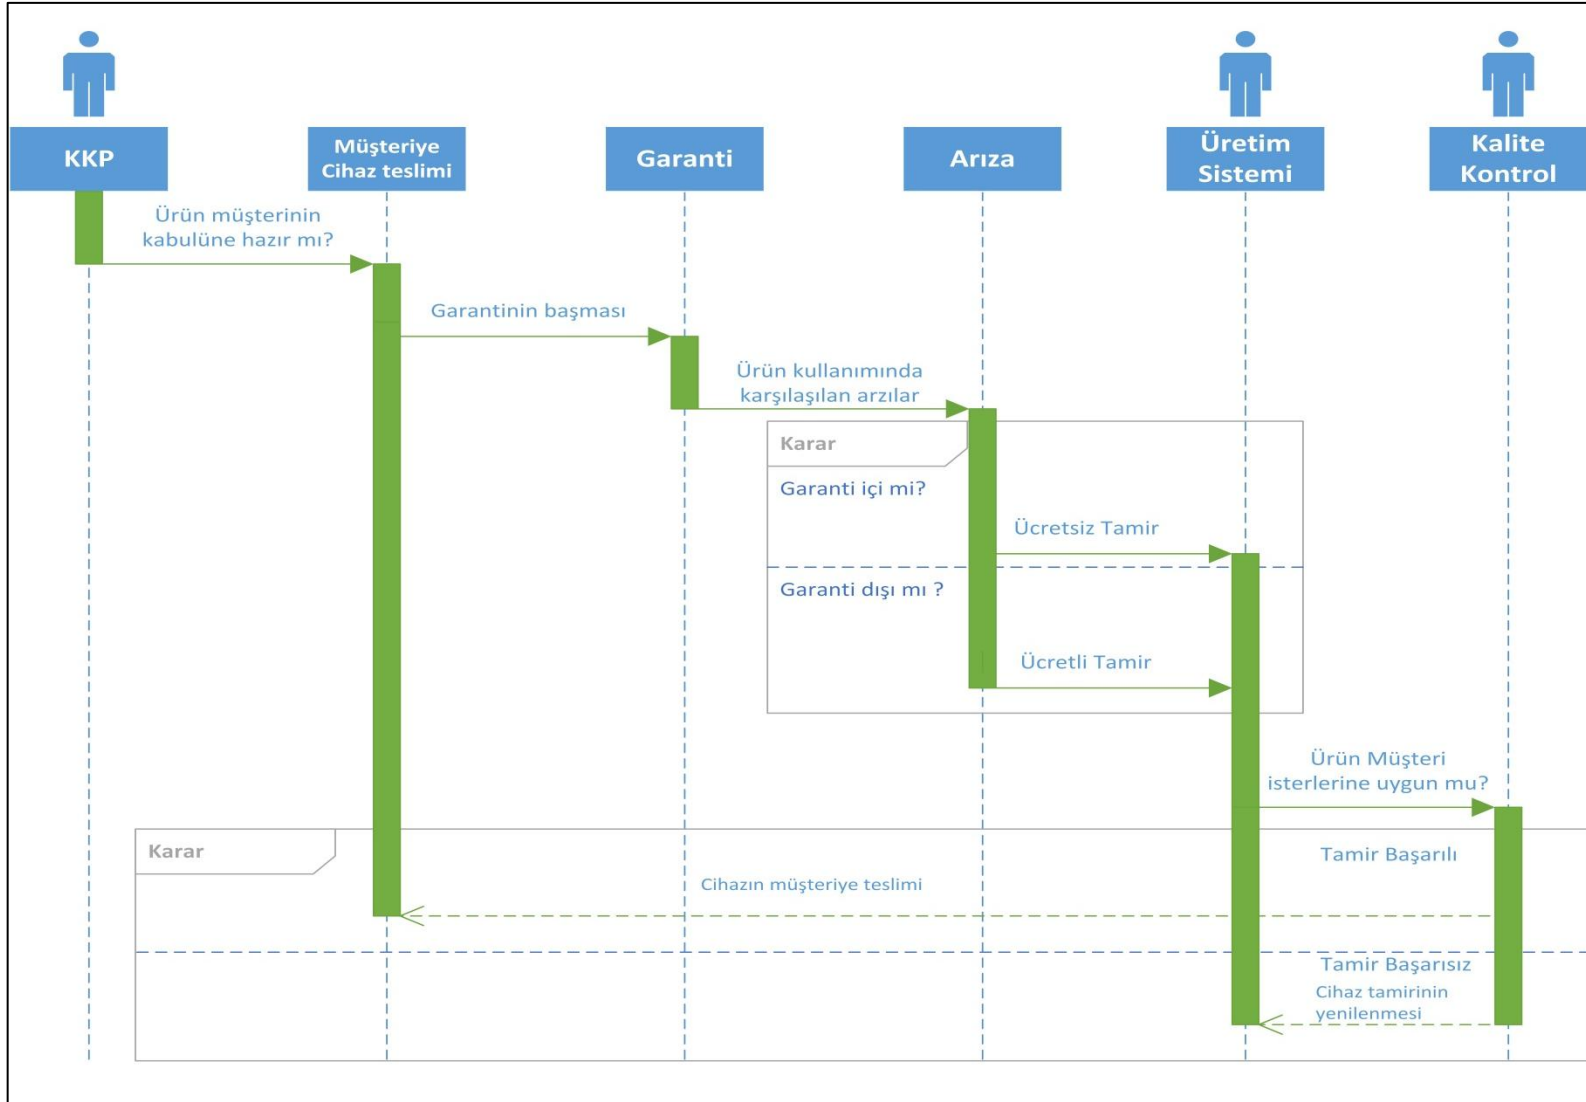 KKP
Müşteriye
Cihaz teslimi
Garanti
Arıza
Üretim
Sistemi
Kalite
Kontrol
Ürün müşterinin
kabulüne hazır mı?
Garantinin başması
Ürün kullanımında
karşılaşılan arzılar
Karar
Garanti içi mi?
Ücretsiz Tamir
Garanti dışı mı ?
Ücretli Tamir
Ürün Müşteri
isterlerine uygun mu?
Karar
Tamir Başarılı
Cihazın müşteriye teslimi
Tamir Başarısız
Cihaz tamirinin
yenilenmesi